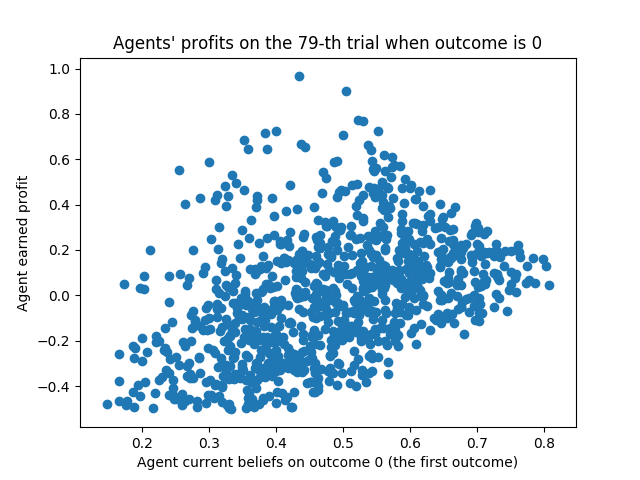 Agents' profits on the 79-th trial when outcome is 0
1.0
0.8
0.6
0.4
0.2
0.0
−0.2
−0.4
Agent earned profit
0.2 0.3 0.4 0.5 0.6 0.7 0.8
Agent current beliefs on outcome 0 (the first outcome)